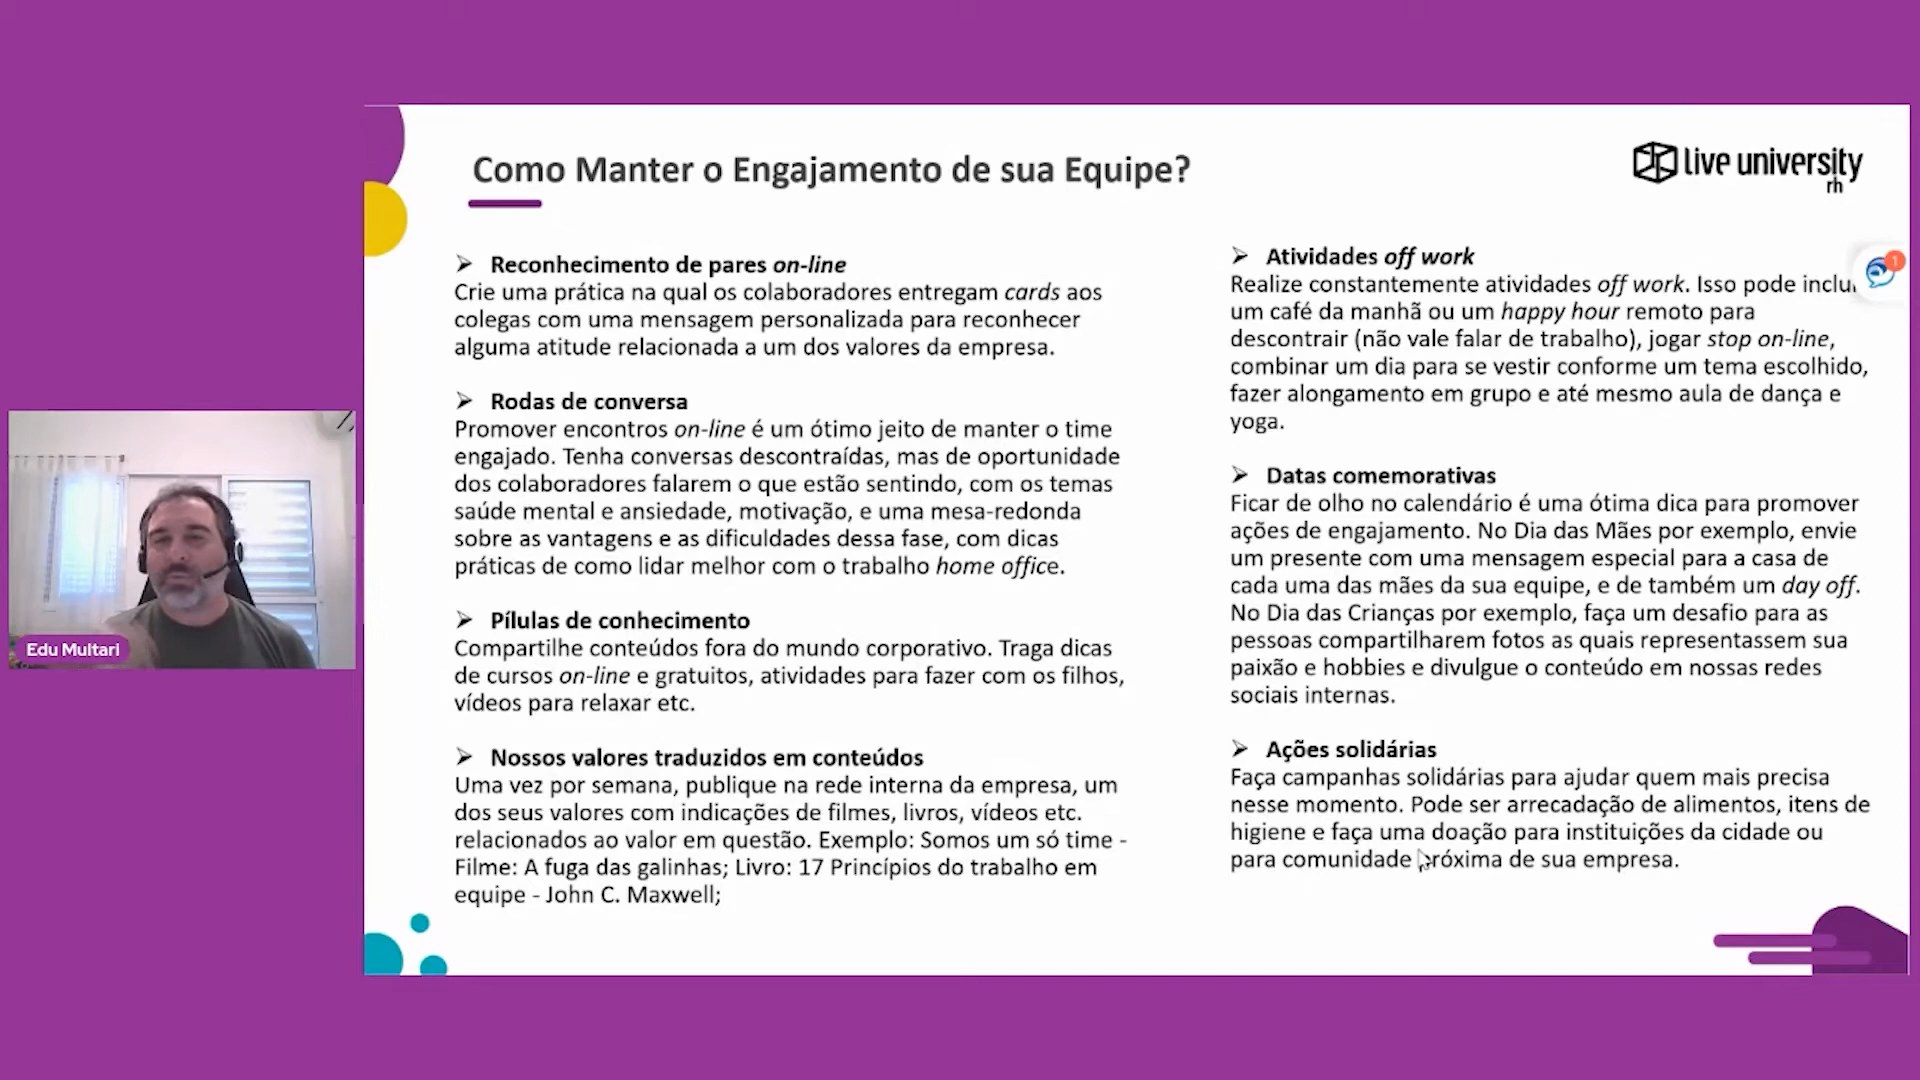 Como Manter o Engajamento de sua Equipe?
live university
rh
Reconhecimento de pares on-line
Crie uma prática na qual os colaboradores entregam cards aos
colegas com uma mensagem personalizada para reconhecer
alguma atitude relacionada a um dos valores da empresa.
Rodas de conversa
Promover encontros on-line é um ótimo jeito de manter o time
engajado. Tenha conversas descontraídas, mas de oportunidade
dos colaboradores falarem o que estão sentindo, com os temas
saúde mental e ansiedade, motivação, e uma mesa-redonda
sobre as vantagens e as dificuldades dessa fase, com dicas
práticas de como lidar melhor com o trabalho home office.
Pílulas de conhecimento
Compartilhe conteúdos fora do mundo corporativo. Traga dicas
de cursos on-line e gratuitos, atividades para fazer com os filhos,
vídeos para relaxar etc.
Nossos valores traduzidos em conteúdos
Uma vez por semana, publique na rede interna da empresa, um
dos seus valores com indicações de filmes, livros, vídeos etc.
relacionados ao valor em questão. Exemplo: Somos um só time -
Filme: A fuga das galinhas; Livro: 17 Princípios do trabalho em
equipe - John C. Maxwell;
Atividades off work
Realize constantemente atividades off work. Isso pode incluir
um café da manhã ou um happy hour remoto para
descontrair (não vale falar de trabalho), jogar stop on-line,
combinar um dia para se vestir conforme um tema escolhido,
fazer alongamento em grupo e até mesmo aula de dança e
yoga.
Datas comemorativas
Ficar de olho no calendário é uma ótima dica para promover
ações de engajamento. No Dia das Mães por exemplo, envie
um presente com uma mensagem especial para a casa de
cada uma das mães da sua equipe, e de também um day off.
No Dia das Crianças por exemplo, faça um desafio para as
pessoas compartilharem fotos as quais representassem sua
paixão e hobbies e divulgue o conteúdo em nossas redes
sociais internas.
Ações solidárias
Faça campanhas solidárias para ajudar quem mais precisa
nesse momento. Pode ser arrecadação de alimentos, itens de
higiene e faça uma doação para instituições da cidade ou
para comunidade próxima de sua empresa.
1
Edu Multari